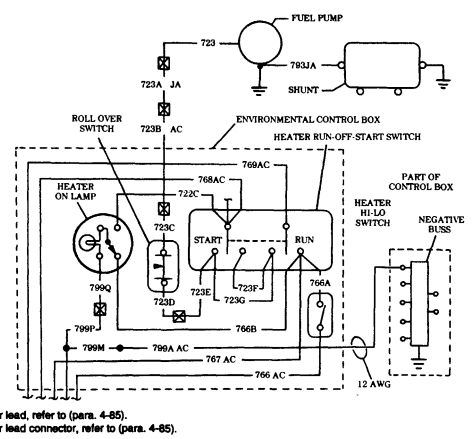 FUEL PUMP
723
793JA
723A JA
SHUNT
ROLL OVER
SWITCH
723B AC
ENVIRONMENTAL CONTROL BOX
HEATER RUN-OFF-START SWITCH
769AC
768AC
HEATER
ON LAMP
722C
PART OF
CONTROL BOX
HEATER
HI-LO
SWITCH
NEGATIVE
BUSS
723C
START
RUN
799Q
723D
723E
723F
723G
766A
799P
766B
799M
799A AC
767 AC
766 AC
12 AWG
r lead, refer to (para. 4-85).
r lead connector, refer to (para. 4-85).